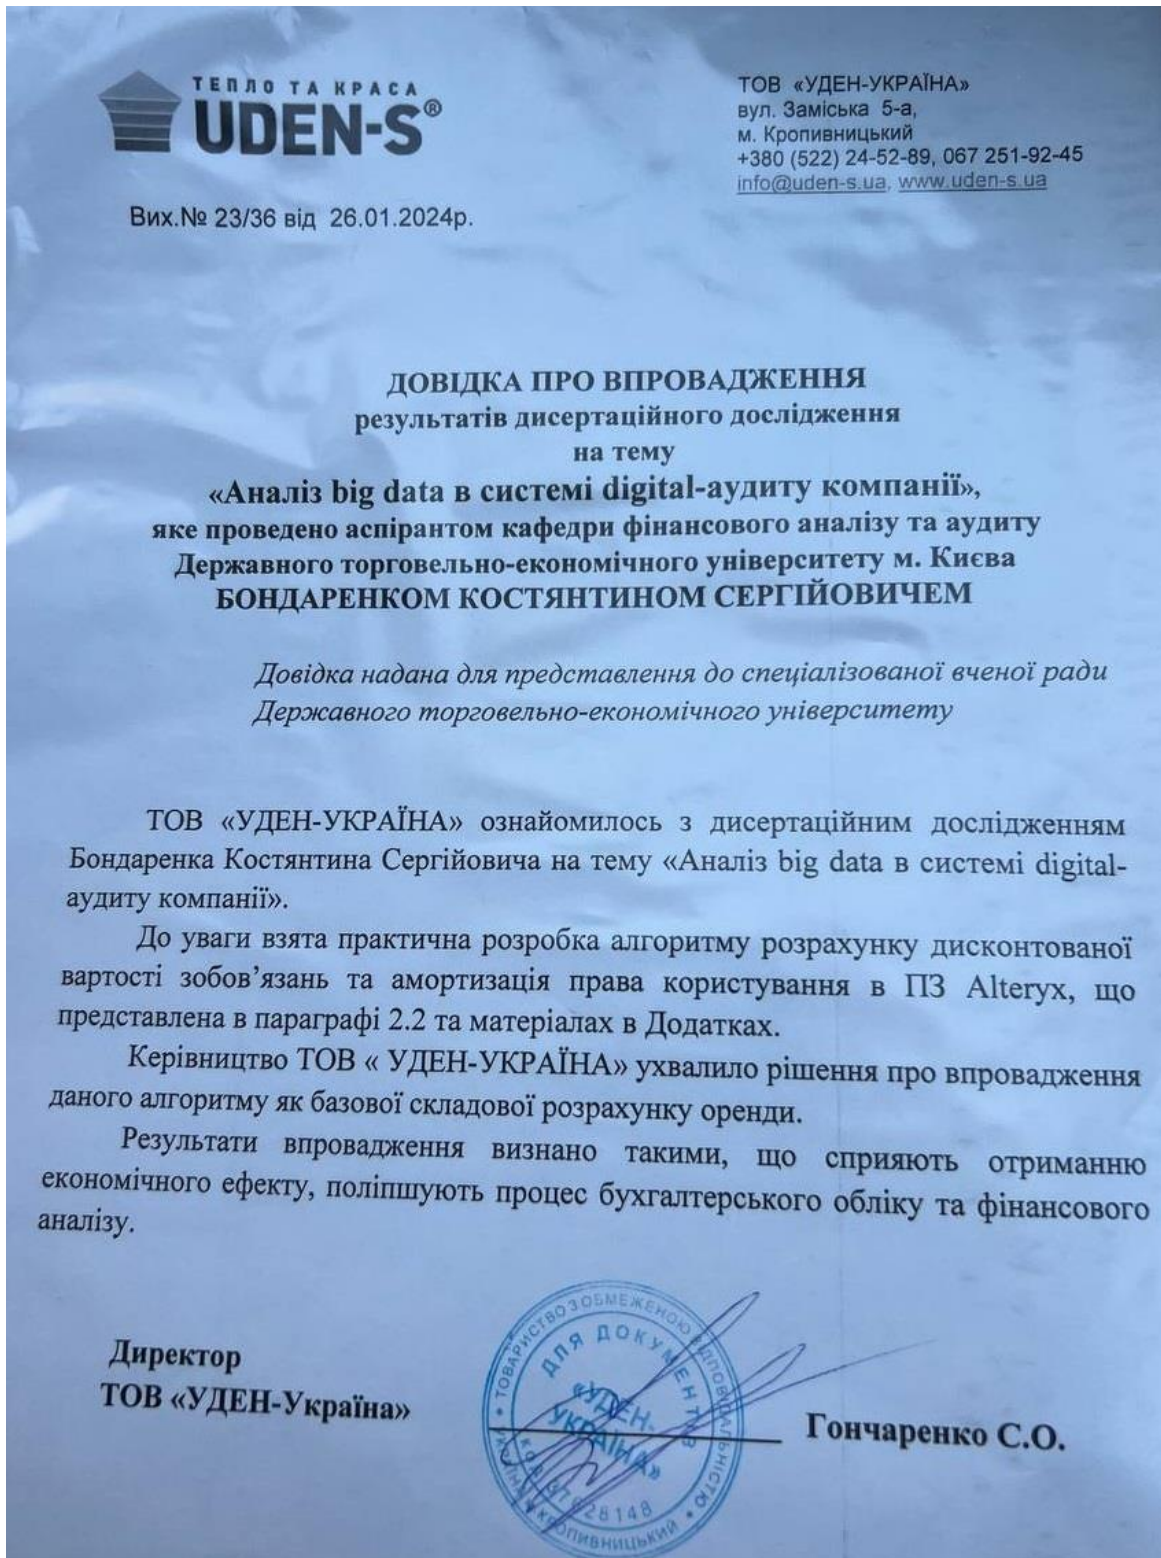 ТЕПЛО ТА КРАСА
UDEN-S®
ТОВ «УДЕН-УКРАЇНА»
вул. Заміська 5-а,
м. Кропивницький
+380 (522) 24-52-89, 067 251-92-45
info@uden-s.ua, www.uden-s.ua
Вих.№ 23/36 від 26.01.2024р.
ДОВІДКА ПРО ВПРОВАДЖЕННЯ
результатів дисертаційного дослідження
на тему
«Аналіз big data в системі digital-аудиту компанії»,
яке проведено аспірантом кафедри фінансового аналізу та аудиту
Державного торговельно-економічного університету м. Києва
БОНДАРЕНКОМ КОСТЯНТИНОМ СЕРГІЙОВИЧЕМ
Довідка надана для представлення до спеціалізованої вченої ради
Державного торговельно-економічного університету
ТОВ «УДЕН-УКРАЇНА» ознайомилось з дисертаційним дослідженням
Бондаренка Костянтина Сергійовича на тему «Аналіз big data в системі digital-
аудиту компанії».
До уваги взята практична розробка алгоритму розрахунку дисконтованої
вартості зобов’язань та амортизація права користування в ПЗ Alteryx, що
представлена в параграфі 2.2 та матеріалах в Додатках.
Керівництво ТОВ « УДЕН-УКРАЇНА» ухвалило рішення про впровадження
даного алгоритму як базової складової розрахунку оренди.
Результати впровадження визнано такими, що сприяють отриманню
економічного ефекту, поліпшують процес бухгалтерського обліку та фінансового
аналізу.
Директор
ТОВ «УДЕН-Україна»
Гончаренко С.О.
ТОВАРИСТВО З ОБМЕЖЕНОЮ ВІДПОВІДАЛЬНІСТЮ
ДЛЯ ДОКУМЕНТІВ
«УДЕН-
УКРАЇНА»
КРОПИВНИЦЬКИЙ